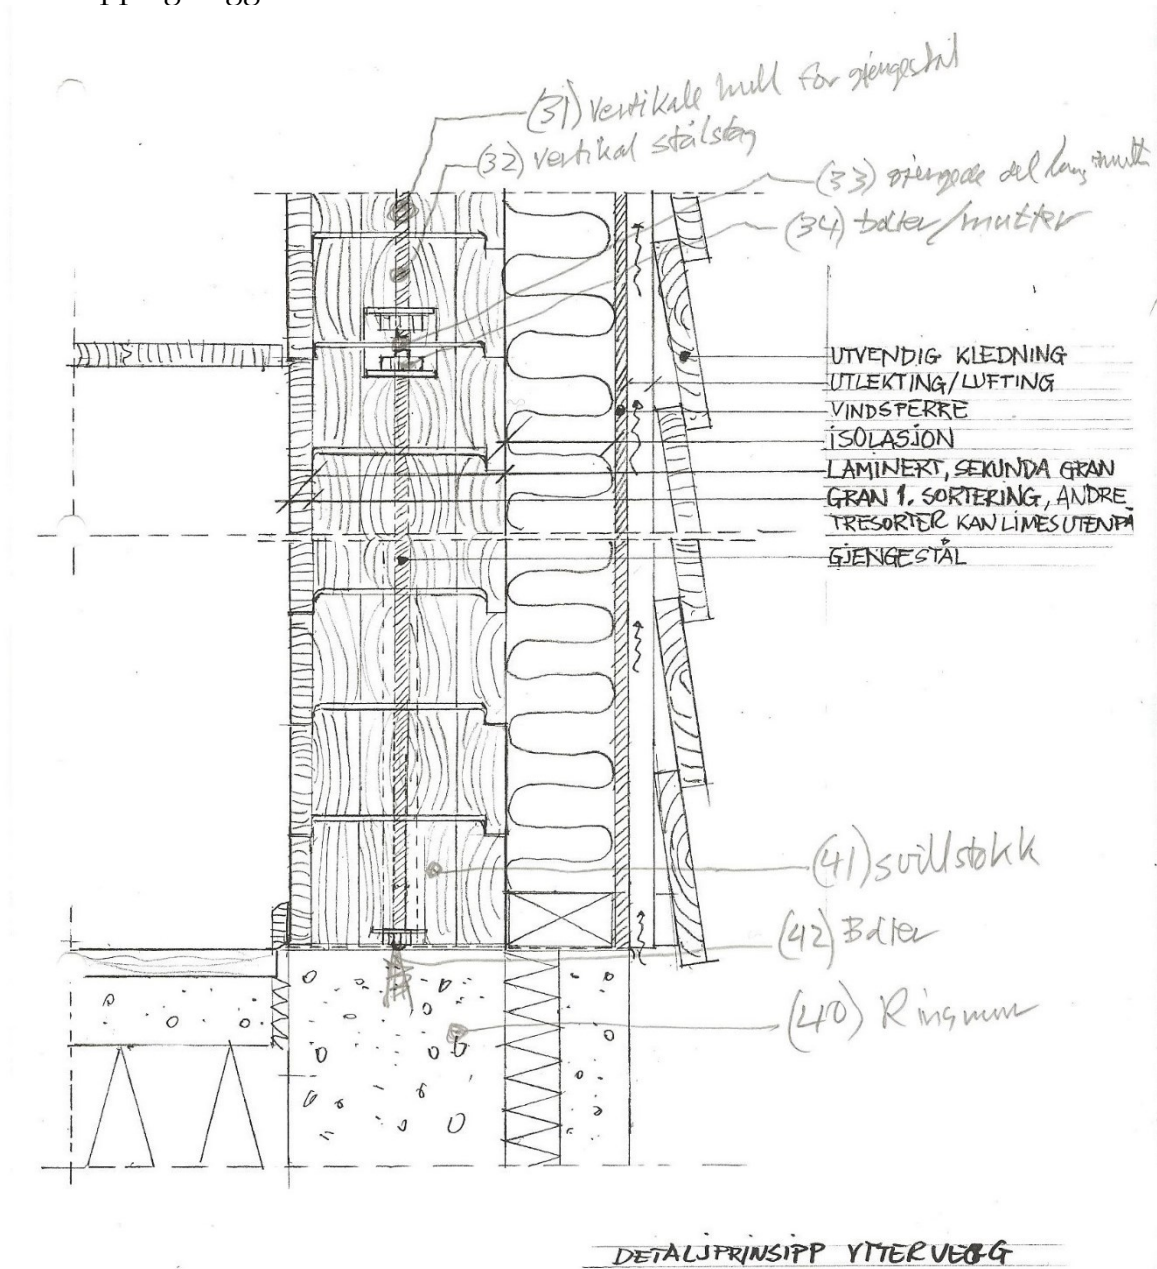 (31) vertikale hull for gjengestål
(32) vertikal stålstag
(33) gjengede del lang mutter
(34) bolter/mutter
UTVENDIG KLEDNING
UTLEKTING/LUFTING
VINDSPERRE
ISOLASJON
LAMINERT, SEKUNDA GRAN
GRAN 1. SORTERING, ANDRE
TRESORTER KAN LIMES UTENPÅ
GJENGESTÅL
(41) svillstokk
(42) Bolter
(40) Ringmur
DETALJPRINSIPP YTTERVEGG